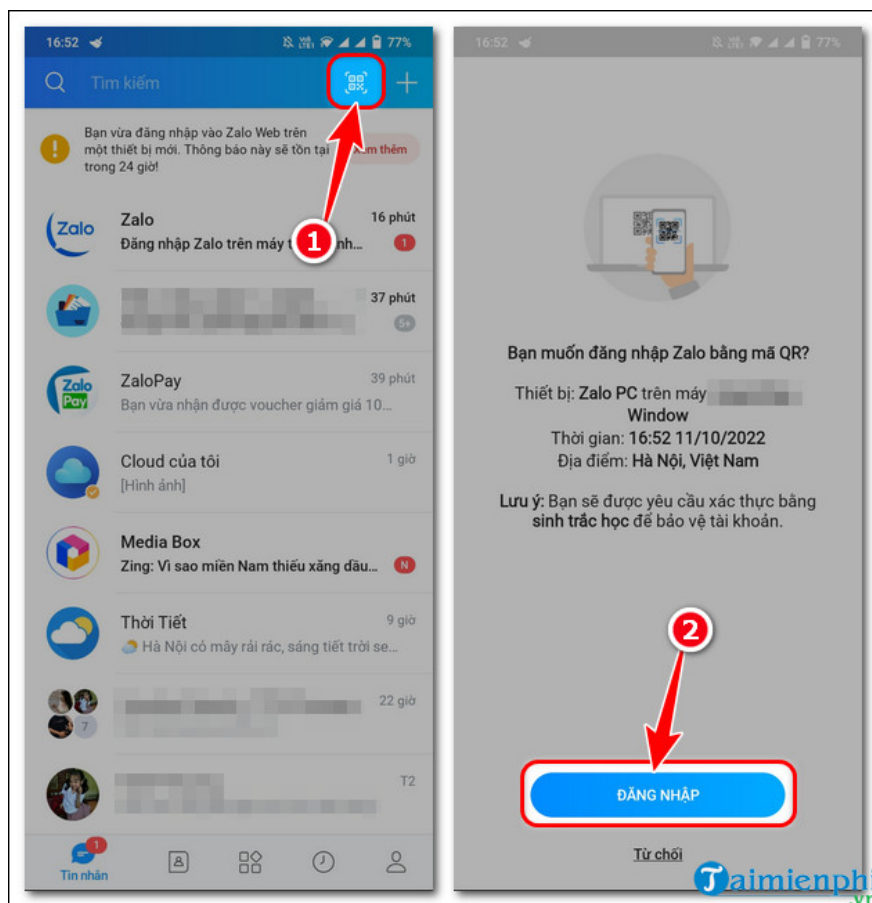 16:52
77%
Tìm kiếm
Bạn vừa đăng nhập vào Zalo Web trên
một thiết bị mới. Thông báo này sẽ tồn tại
trong 24 giờ!
thêm
1
Zalo
Zalo
16 phút
Đăng nhập Zalo trên máy
1
37 phút
5+
Zalo
Pay
ZaloPay
39 phút
Bạn vừa nhận được voucher giảm giá 10...
Cloud của tôi
1 giờ
[Hình ảnh]
Media Box
Zing: Vì sao miền Nam thiếu xăng dầu...
N
Thời Tiết
9 giờ
Hà Nội có mây rải rác, sáng tiết trời se...
22 giờ
7
T2
1
Tin nhắn
16:52
77%
Bạn muốn đăng nhập Zalo bằng mã QR?
Thiết bị: Zalo PC trên máy
Window
Thời gian: 16:52 11/10/2022
Địa điểm: Hà Nội, Việt Nam
Lưu ý: Bạn sẽ được yêu cầu xác thực bằng
sinh trắc học để bảo vệ tài khoản.
2
ĐĂNG NHẬP
Từ chối
Taimienphi
.vn